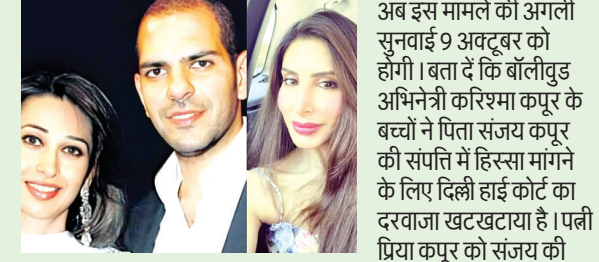 अब इस मामले की अगली
सुनवाई 9 अक्टूबर को
होगी। बता दें कि बॉलीवुड
अभिनेत्री करिश्मा कपूर के
बच्चों ने पिता संजय कपूर
की संपत्ति में हिस्सा मांगने
के लिए दिल्ली हाई कोर्ट का
दरवाजा खटखटाया है। पत्नी
प्रिया कपूर को संजय की